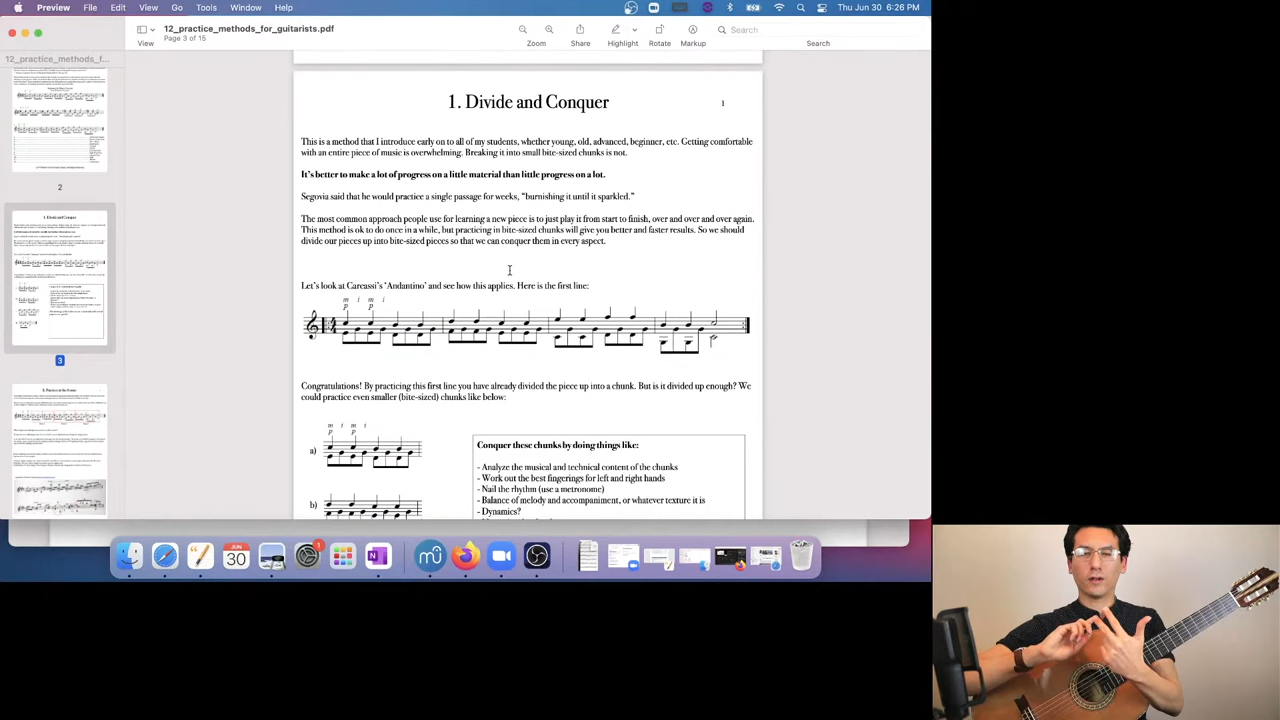 Thu Jun 30 6:26 PM
12_practice_methods_for_guitarists.pdf
Page 3 of 15
View
Zoom
Share
Highlight
Rotate
Markup
Search
Search
12_practice_methods_f...
2
3
1. Divide and Conquer
1
This is a method that I introduce early on to all of my students, whether young, old, advanced, beginner, etc. Getting comfortable
with an entire piece of music is overwhelming. Breaking it into small bite-sized chunks is not.
It's better to make a lot of progress on a little material than little progress on a lot.
Segovia said that he would practice a single passage for weeks, "burnishing it until it sparkled."
The most common approach people use for learning a new piece is to just play it from start to finish, over and over and over again.
This method is ok to do once in a while, but practicing in bite-sized chunks will give you better and faster results. So we should
divide our pieces up into bite-sized pieces so that we can conquer them in every aspect.
Let's look at Carcassi's 'Andantino' and see how this applies. Here is the first line:
m i m i
p p
Congratulations! By practicing this first line you have already divided the piece up into a chunk. But is it divided up enough? We
could practice even smaller (bite-sized) chunks like below:
m i m i
p p
a)
b)
Conquer these chunks by doing things like:
- Analyze the musical and technical content of the chunks
- Work out the best fingerings for left and right hands
- Nail the rhythm (use a metronome)
- Balance of melody and accompaniment, or whatever texture it is
- Dynamics?
JUN
30
1